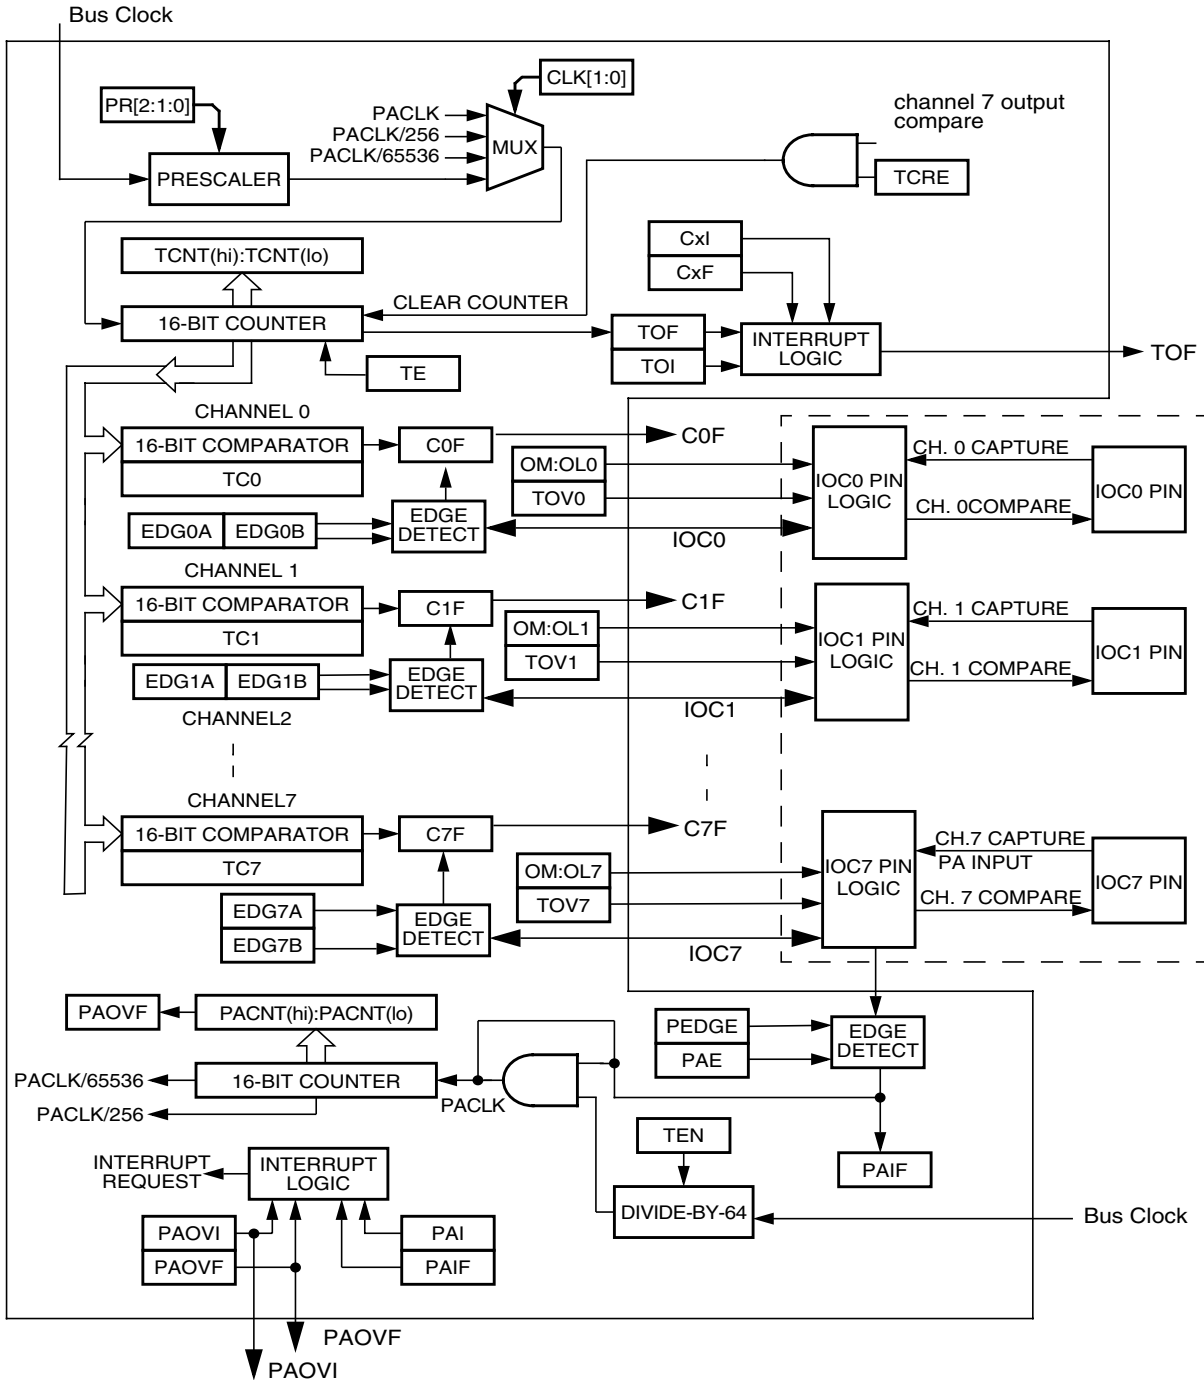 Bus Clock
PR[2:1:0]
CLK[1:0]
PACLK
PACLK/256
PACLK/65536
MUX
PRESCALER
channel 7 output
compare
TCRE
TCNT(hi):TCNT(lo)
CxI
CxF
CLEAR COUNTER
16-BIT COUNTER
TE
TOF
TOI
INTERRUPT
LOGIC
TOF
CHANNEL 0
16-BIT COMPARATOR
TC0
C0F
C0F
OM:OL0
TOV0
EDG0A
EDG0B
EDGE
DETECT
IOC0
IOC0 PIN
LOGIC
CH. 0 CAPTURE
CH. 0COMPARE
IOC0 PIN
CHANNEL 1
16-BIT COMPARATOR
TC1
C1F
C1F
OM:OL1
TOV1
EDG1A
EDG1B
EDGE
DETECT
IOC1
IOC1 PIN
LOGIC
CH. 1 CAPTURE
CH. 1 COMPARE
IOC1 PIN
CHANNEL2
CHANNEL7
16-BIT COMPARATOR
TC7
C7F
C7F
OM:OL7
TOV7
EDG7A
EDG7B
EDGE
DETECT
IOC7
IOC7 PIN
LOGIC
CH.7 CAPTURE
PA INPUT
CH. 7 COMPARE
IOC7 PIN
PAOVF
PACNT(hi):PACNT(lo)
PACLK/65536
16-BIT COUNTER
PACLK/256
PACLK
PEDGE
PAE
EDGE
DETECT
TEN
PAIF
DIVIDE-BY-64
Bus Clock
INTERRUPT
REQUEST
INTERRUPT
LOGIC
PAOVI
PAOVF
PAI
PAIF
PAOVF
PAOVI